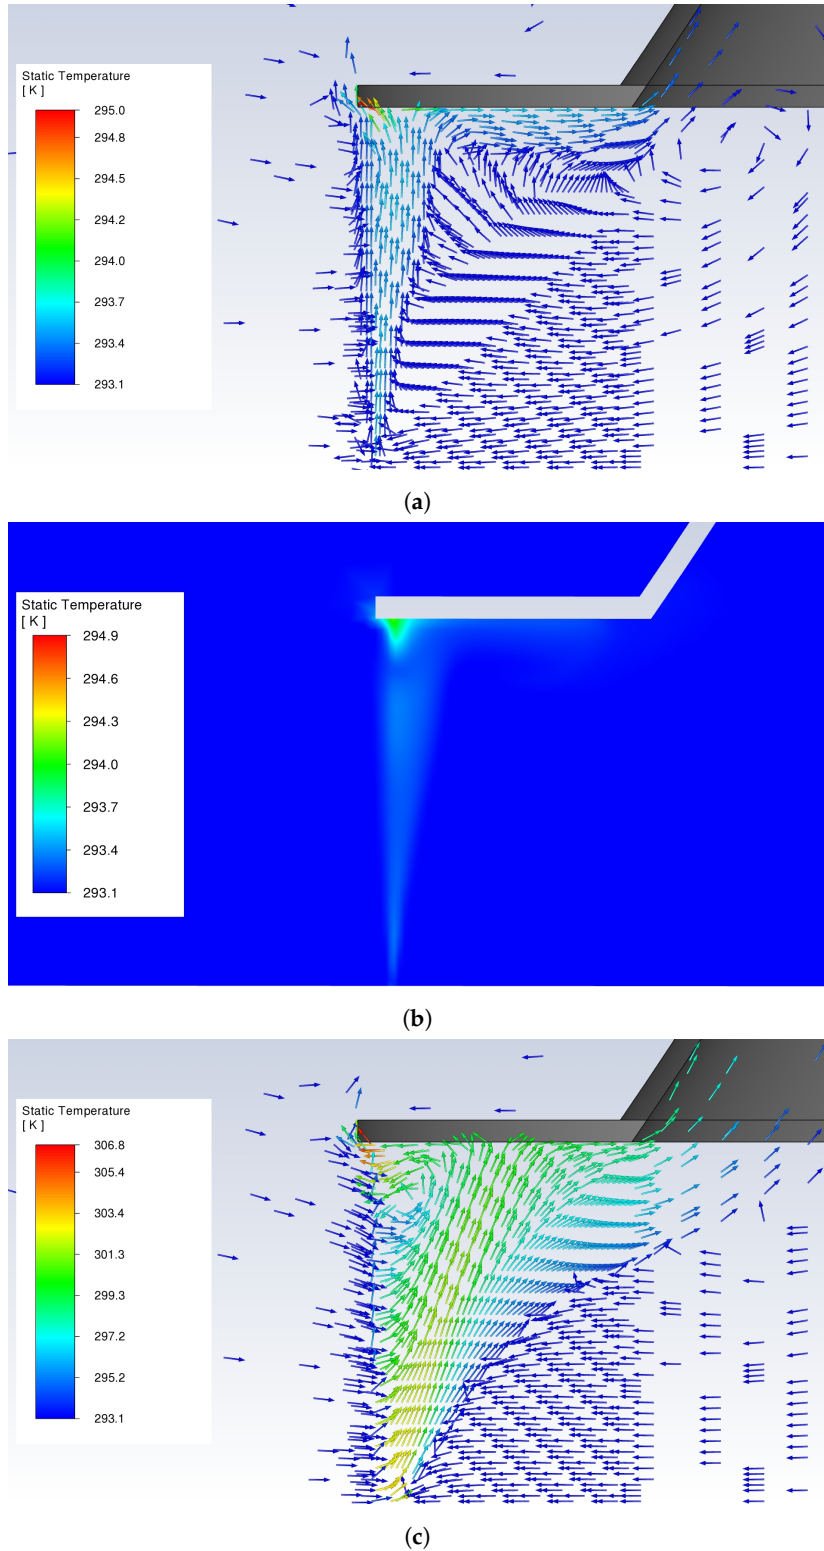 Static Temperature
[ K ]
295.0
294.8
294.5
294.2
294.0
293.7
293.4
293.1
(a)
Static Temperature
[ K ]
294.9
294.6
294.3
294.0
293.7
293.4
293.1
(b)
Static Temperature
[ K ]
306.8
305.4
303.4
301.3
299.3
297.2
295.2
293.1
(c)